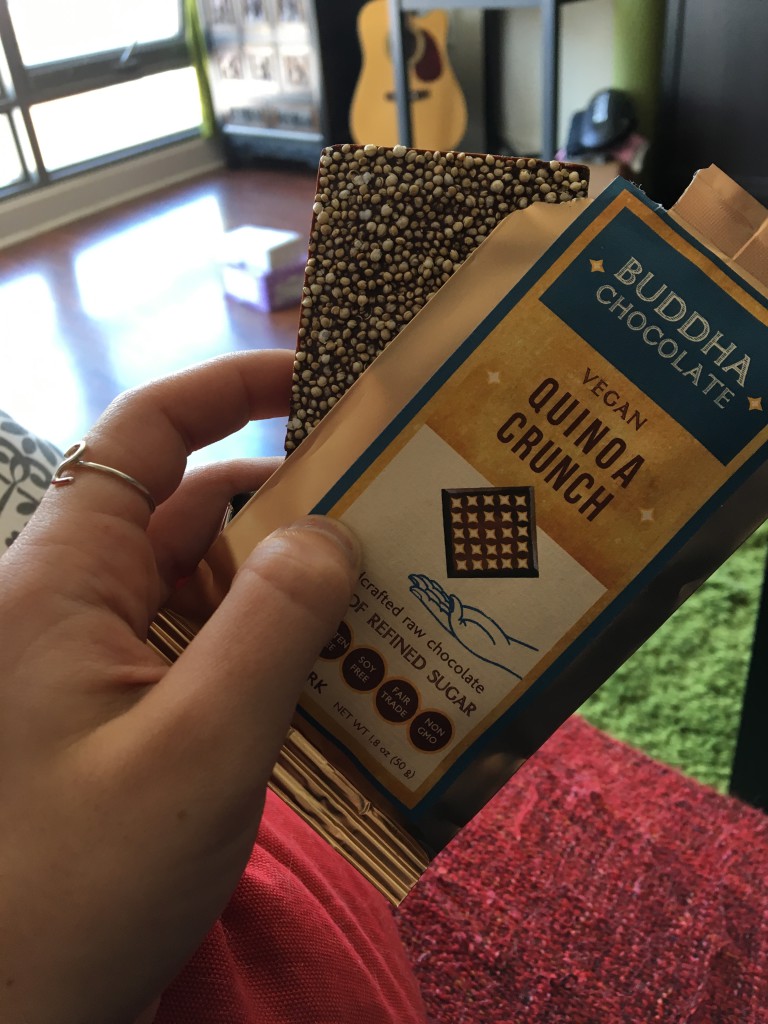 BUDDHA
CHOCOLATE
VEGAN
QUINOA
CRUNCH
crafted raw chocolate
OF REFINED SUGAR
SOY
FREE
FAIR
TRADE
NON
GMO
NET WT 1.8 oz (50 g)